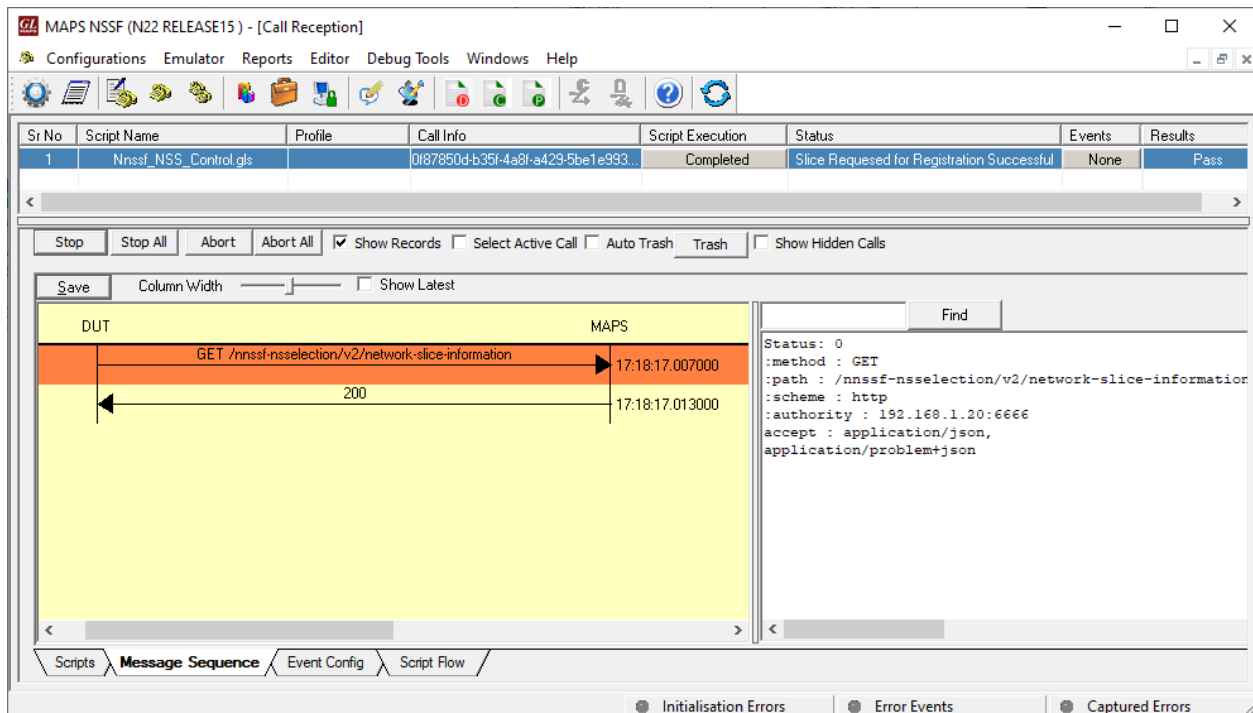 GL MAPS MAPS NSSF (N22 RELEASE15 ) - [Call Reception]
Configurations Emulator Reports Editor Debug Tools Windows Help
Sr No Script Name Profile Call Info Script Execution Status Events Results
1 Nnssf_NSS_Control.gls 0f87850d-b35f-4a8f-a429-5be1e993... Completed Slice Requesed for Registration Successful None Pass
Stop Stop All Abort Abort All Show Records Select Active Call Auto Trash Trash Show Hidden Calls
Save Column Width Show Latest
Find
DUT MAPS
GET /nnssf-nsselection/v2/network-slice-information
17:18:17.007000
200
17:18:17.013000
Status: 0
:method : GET
:path : /nnssf-nsselection/v2/network-slice-information
:scheme : http
:authority : 192.168.1.20:6666
accept : application/json,
application/problem+json
Scripts Message Sequence Event Config Script Flow
Initialisation Errors Error Events Captured Errors